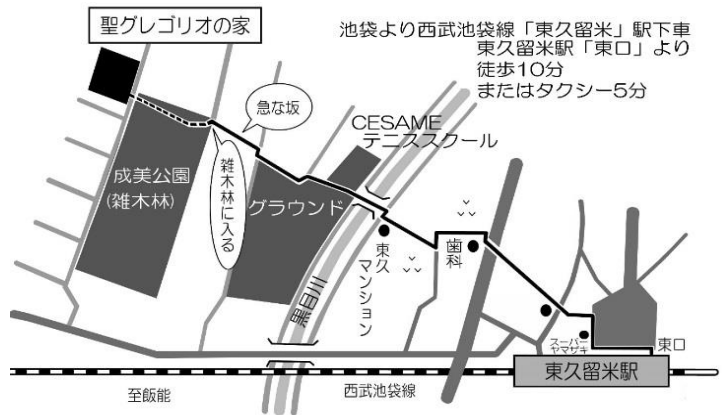 聖グレゴリオの家
池袋より西武池袋線「東久留米」駅下車
東久留米駅「東口」より
徒歩10分
またはタクシー5分
急な坂
CESAME
テニススクール
成美公園
(雑木林)
雑木林に入る
グラウンド
黒目川
東久
マンション
歯科
スーパー
ヤマザキ
東口
東久留米駅
至飯能
西武池袋線